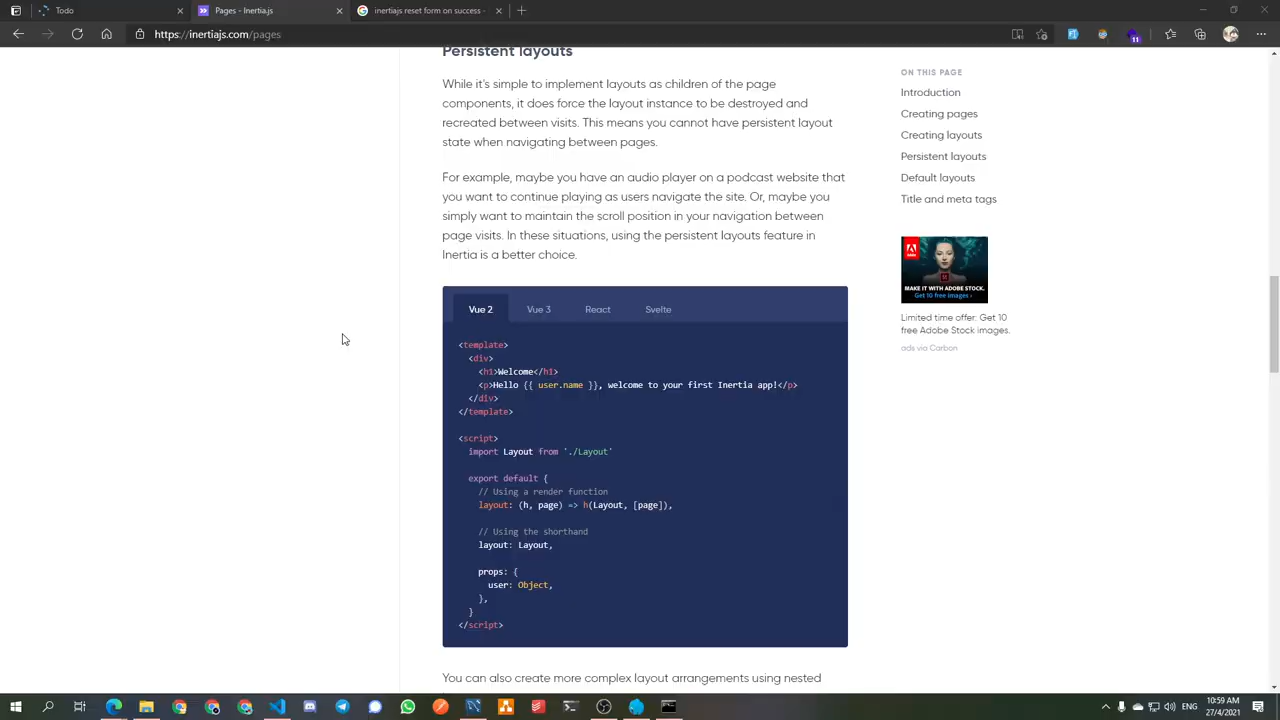 Todo
Pages - Inertia.js
inertiajs reset form on success -
https://inertiajs.com/pages
11
Persistent layouts
While it's simple to implement layouts as children of the page
components, it does force the layout instance to be destroyed and
recreated between visits. This means you cannot have persistent layout
state when navigating between pages.
For example, maybe you have an audio player on a podcast website that
you want to continue playing as users navigate the site. Or, maybe you
simply want to maintain the scroll position in your navigation between
page visits. In these situations, using the persistent layouts feature in
Inertia is a better choice.
Vue 2 Vue 3 React Svelte
<template>
<div>
<h1>Welcome</h1>
<p>Hello {{ user.name }}, welcome to your first Inertia app!</p>
</div>
</template>
<script>
import Layout from './Layout'
export default {
// Using a render function
layout: (h, page) => h(Layout, [page]),
// Using the shorthand
layout: Layout,
props: {
user: Object,
},
}
</script>
You can also create more complex layout arrangements using nested
ON THIS PAGE
Introduction
Creating pages
Creating layouts
Persistent layouts
Default layouts
Title and meta tags
MAKE IT WITH ADOBE STOCK.
Get 10 free images ›
Limited time offer: Get 10
free Adobe Stock images.
ads via Carbon
ENG
10:59 AM
27/4/2021